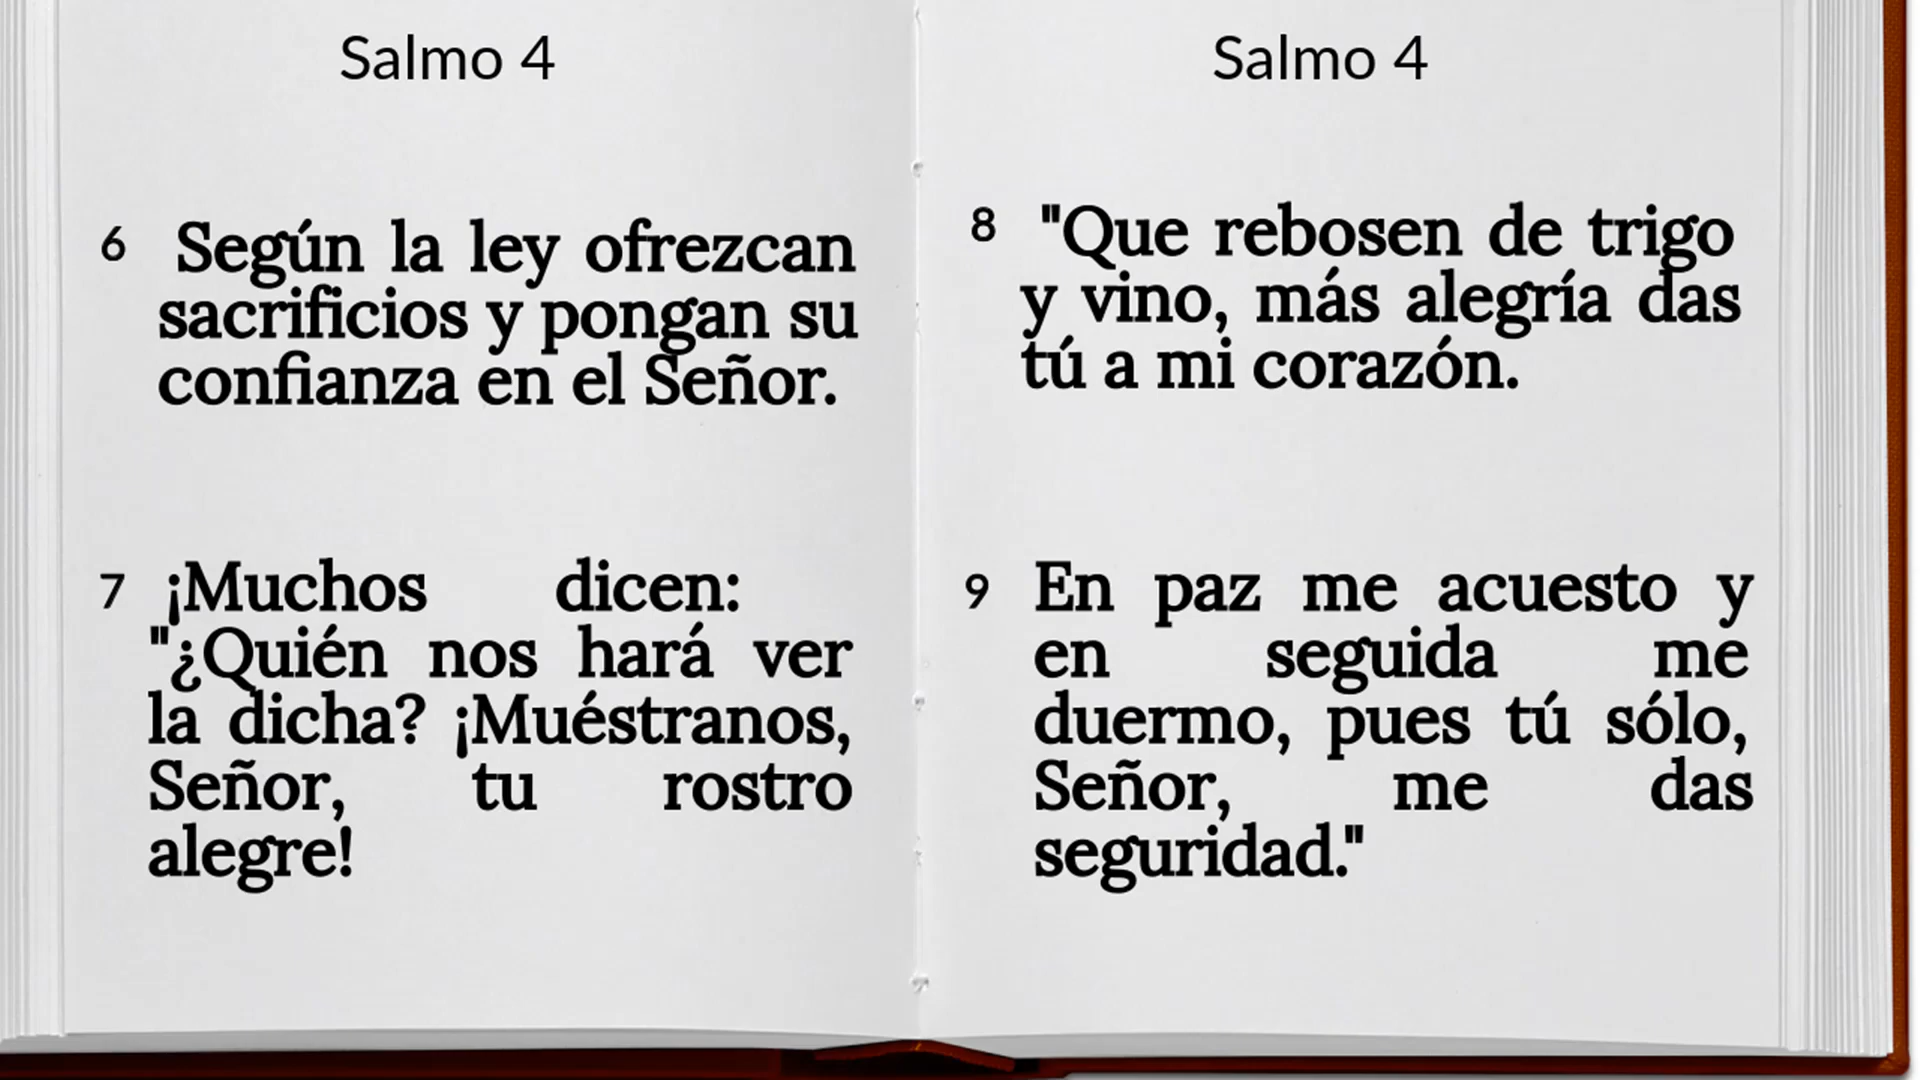 Salmo 4
6 Según la ley ofrezcan
sacrificios y pongan su
confianza en el Señor.
7 ¡Muchos dicen:
"¿Quién nos hará ver
la dicha? ¡Muéstranos,
Señor, tu rostro
alegre!
Salmo 4
8 "Que rebosen de trigo
y vino, más alegría das
tú a mi corazón.
9 En paz me acuesto y
en seguida me
duermo, pues tú sólo,
Señor, me das
seguridad."